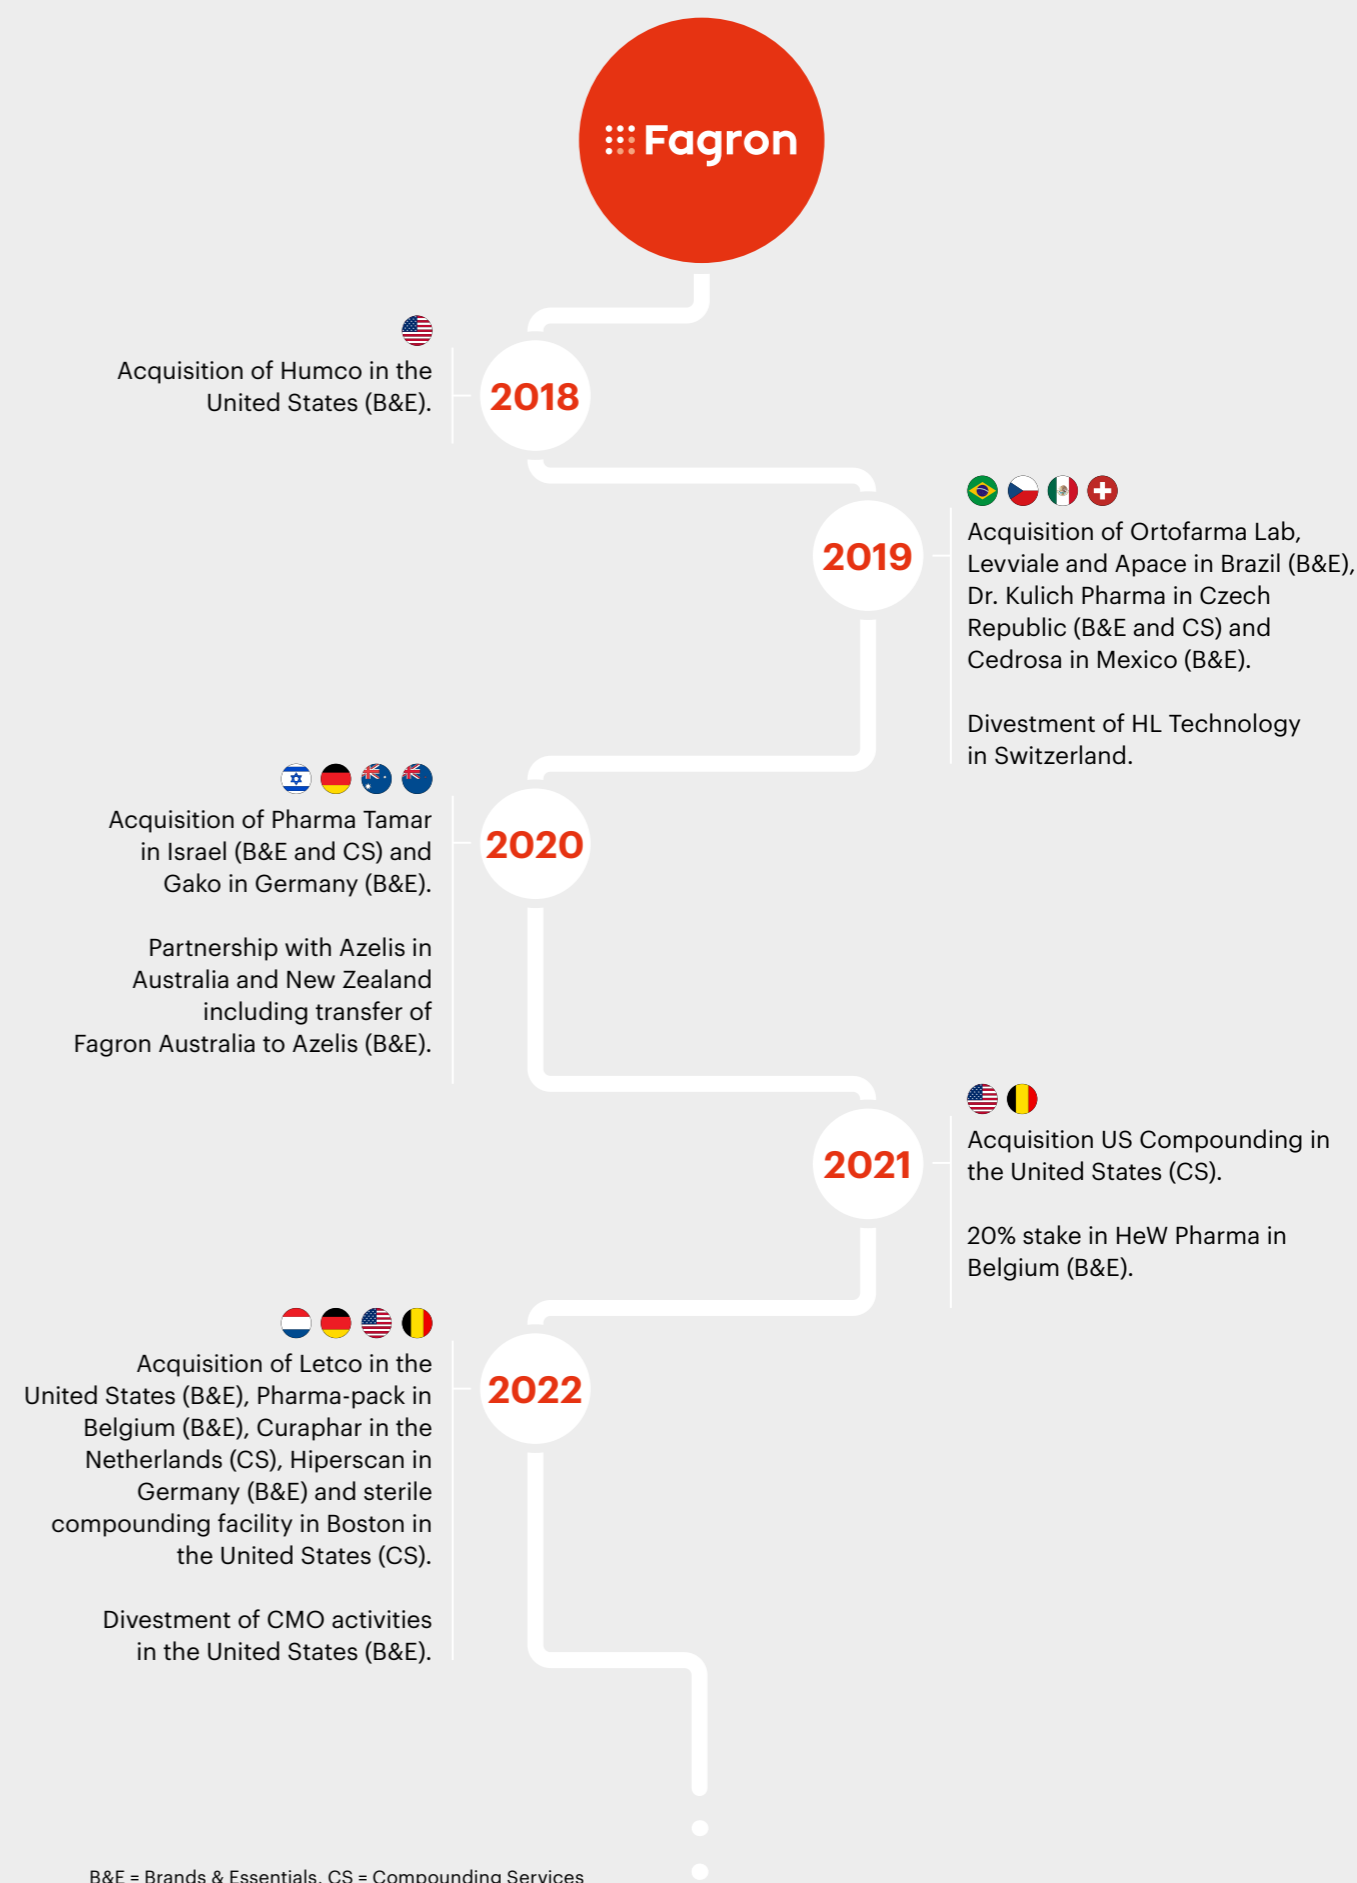 Fagron
Acquisition of Humco in the
United States (B&E).
2018
2019
Acquisition of Ortofarma Lab,
Levviale and Apace in Brazil (B&E),
Dr. Kulich Pharma in Czech
Republic (B&E and CS) and
Cedrosa in Mexico (B&E).
Divestment of HL Technology
in Switzerland.
Acquisition of Pharma Tamar
in Israel (B&E and CS) and
Gako in Germany (B&E).
Partnership with Azelis in
Australia and New Zealand
including transfer of
Fagron Australia to Azelis (B&E).
2020
2021
Acquisition US Compounding in
the United States (CS).
20% stake in HeW Pharma in
Belgium (B&E).
Acquisition of Letco in the
United States (B&E), Pharma-pack in
Belgium (B&E), Curaphar in the
Netherlands (CS), Hiperscan in
Germany (B&E) and sterile
compounding facility in Boston in
the United States (CS).
Divestment of CMO activities
in the United States (B&E).
2022
B&E = Brands & Essentials, CS = Compounding Services